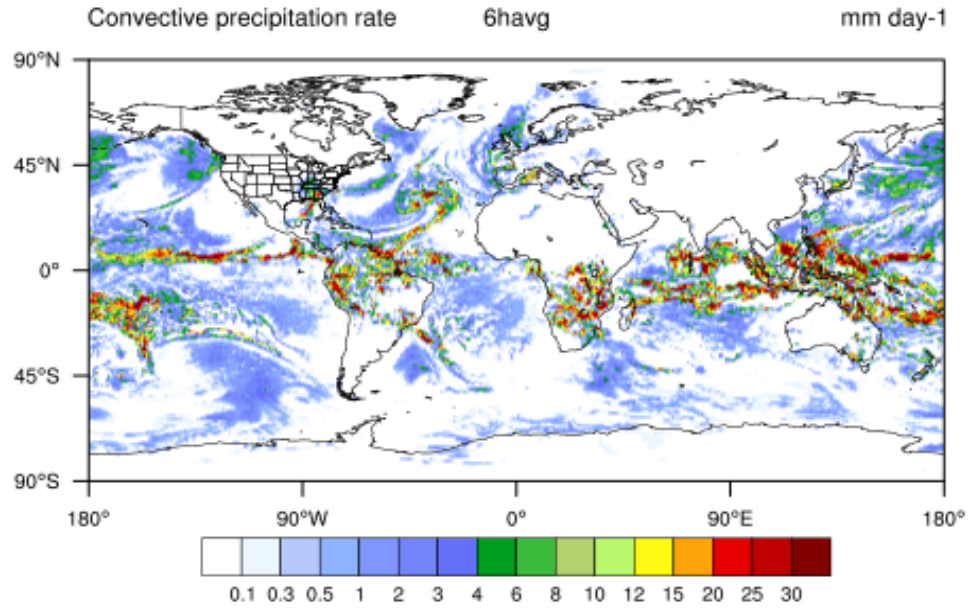 Convective precipitation rate 6havg mm day-1
90°N
45°N
0°
45°S
90°S
180° 90°W 0° 90°E 180°
0.1 0.3 0.5 1 2 3 4 6 8 10 12 15 20 25 30